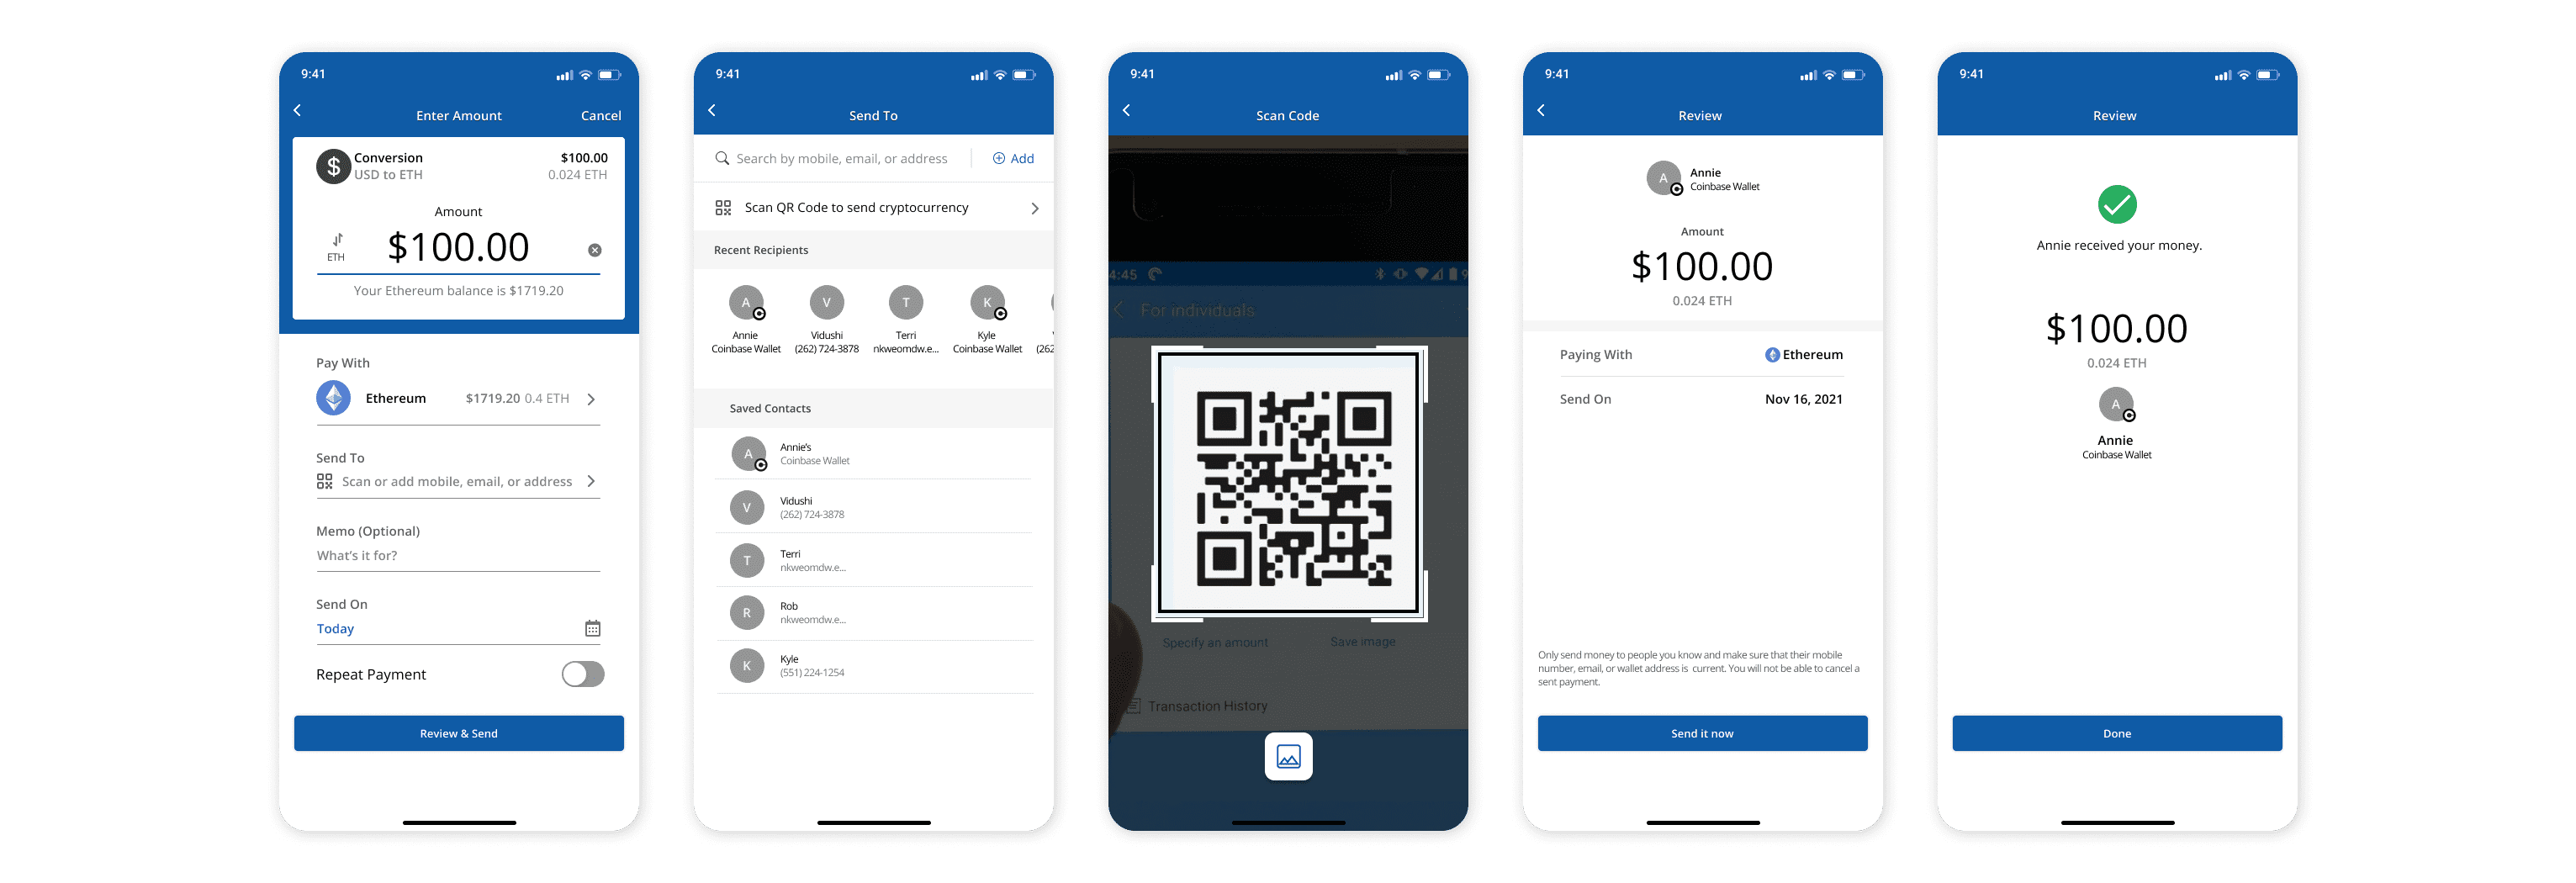 9:41
Enter Amount
Cancel
$
Conversion
$100.00
USD to ETH
0.024 ETH
Amount
ETH
$100.00
Your Ethereum balance is $1719.20
Pay With
Ethereum
$1719.20 0.4 ETH
Send To
Scan or add mobile, email, or address
Memo (Optional)
What's it for?
Send On
Today
Repeat Payment
Review & Send
9:41
Send To
Search by mobile, email, or address
Add
Scan QR Code to send cryptocurrency
Recent Recipients
A
V
T
K
Annie
Vidushi
Terri
Kyle
Coinbase Wallet
(262) 724-3878
nkweomdw.e...
Coinbase Wallet
(262
Saved Contacts
A
Annie's
Coinbase Wallet
V
Vidushi
(262) 724-3878
T
Terri
nkweomdw.e...
R
Rob
nkweomdw.e...
K
Kyle
(551) 224-1254
9:41
Scan Code
4:45
9
For individuals
Specify an amount
Save image
Transaction History
9:41
Review
A
Annie
Coinbase Wallet
Amount
$100.00
0.024 ETH
Paying With
Ethereum
Send On
Nov 16, 2021
Only send money to people you know and make sure that their mobile
number, email, or wallet address is current. You will not be able to cancel a
sent payment.
Send it now
9:41
Review
Annie received your money.
$100.00
0.024 ETH
A
Annie
Coinbase Wallet
Done